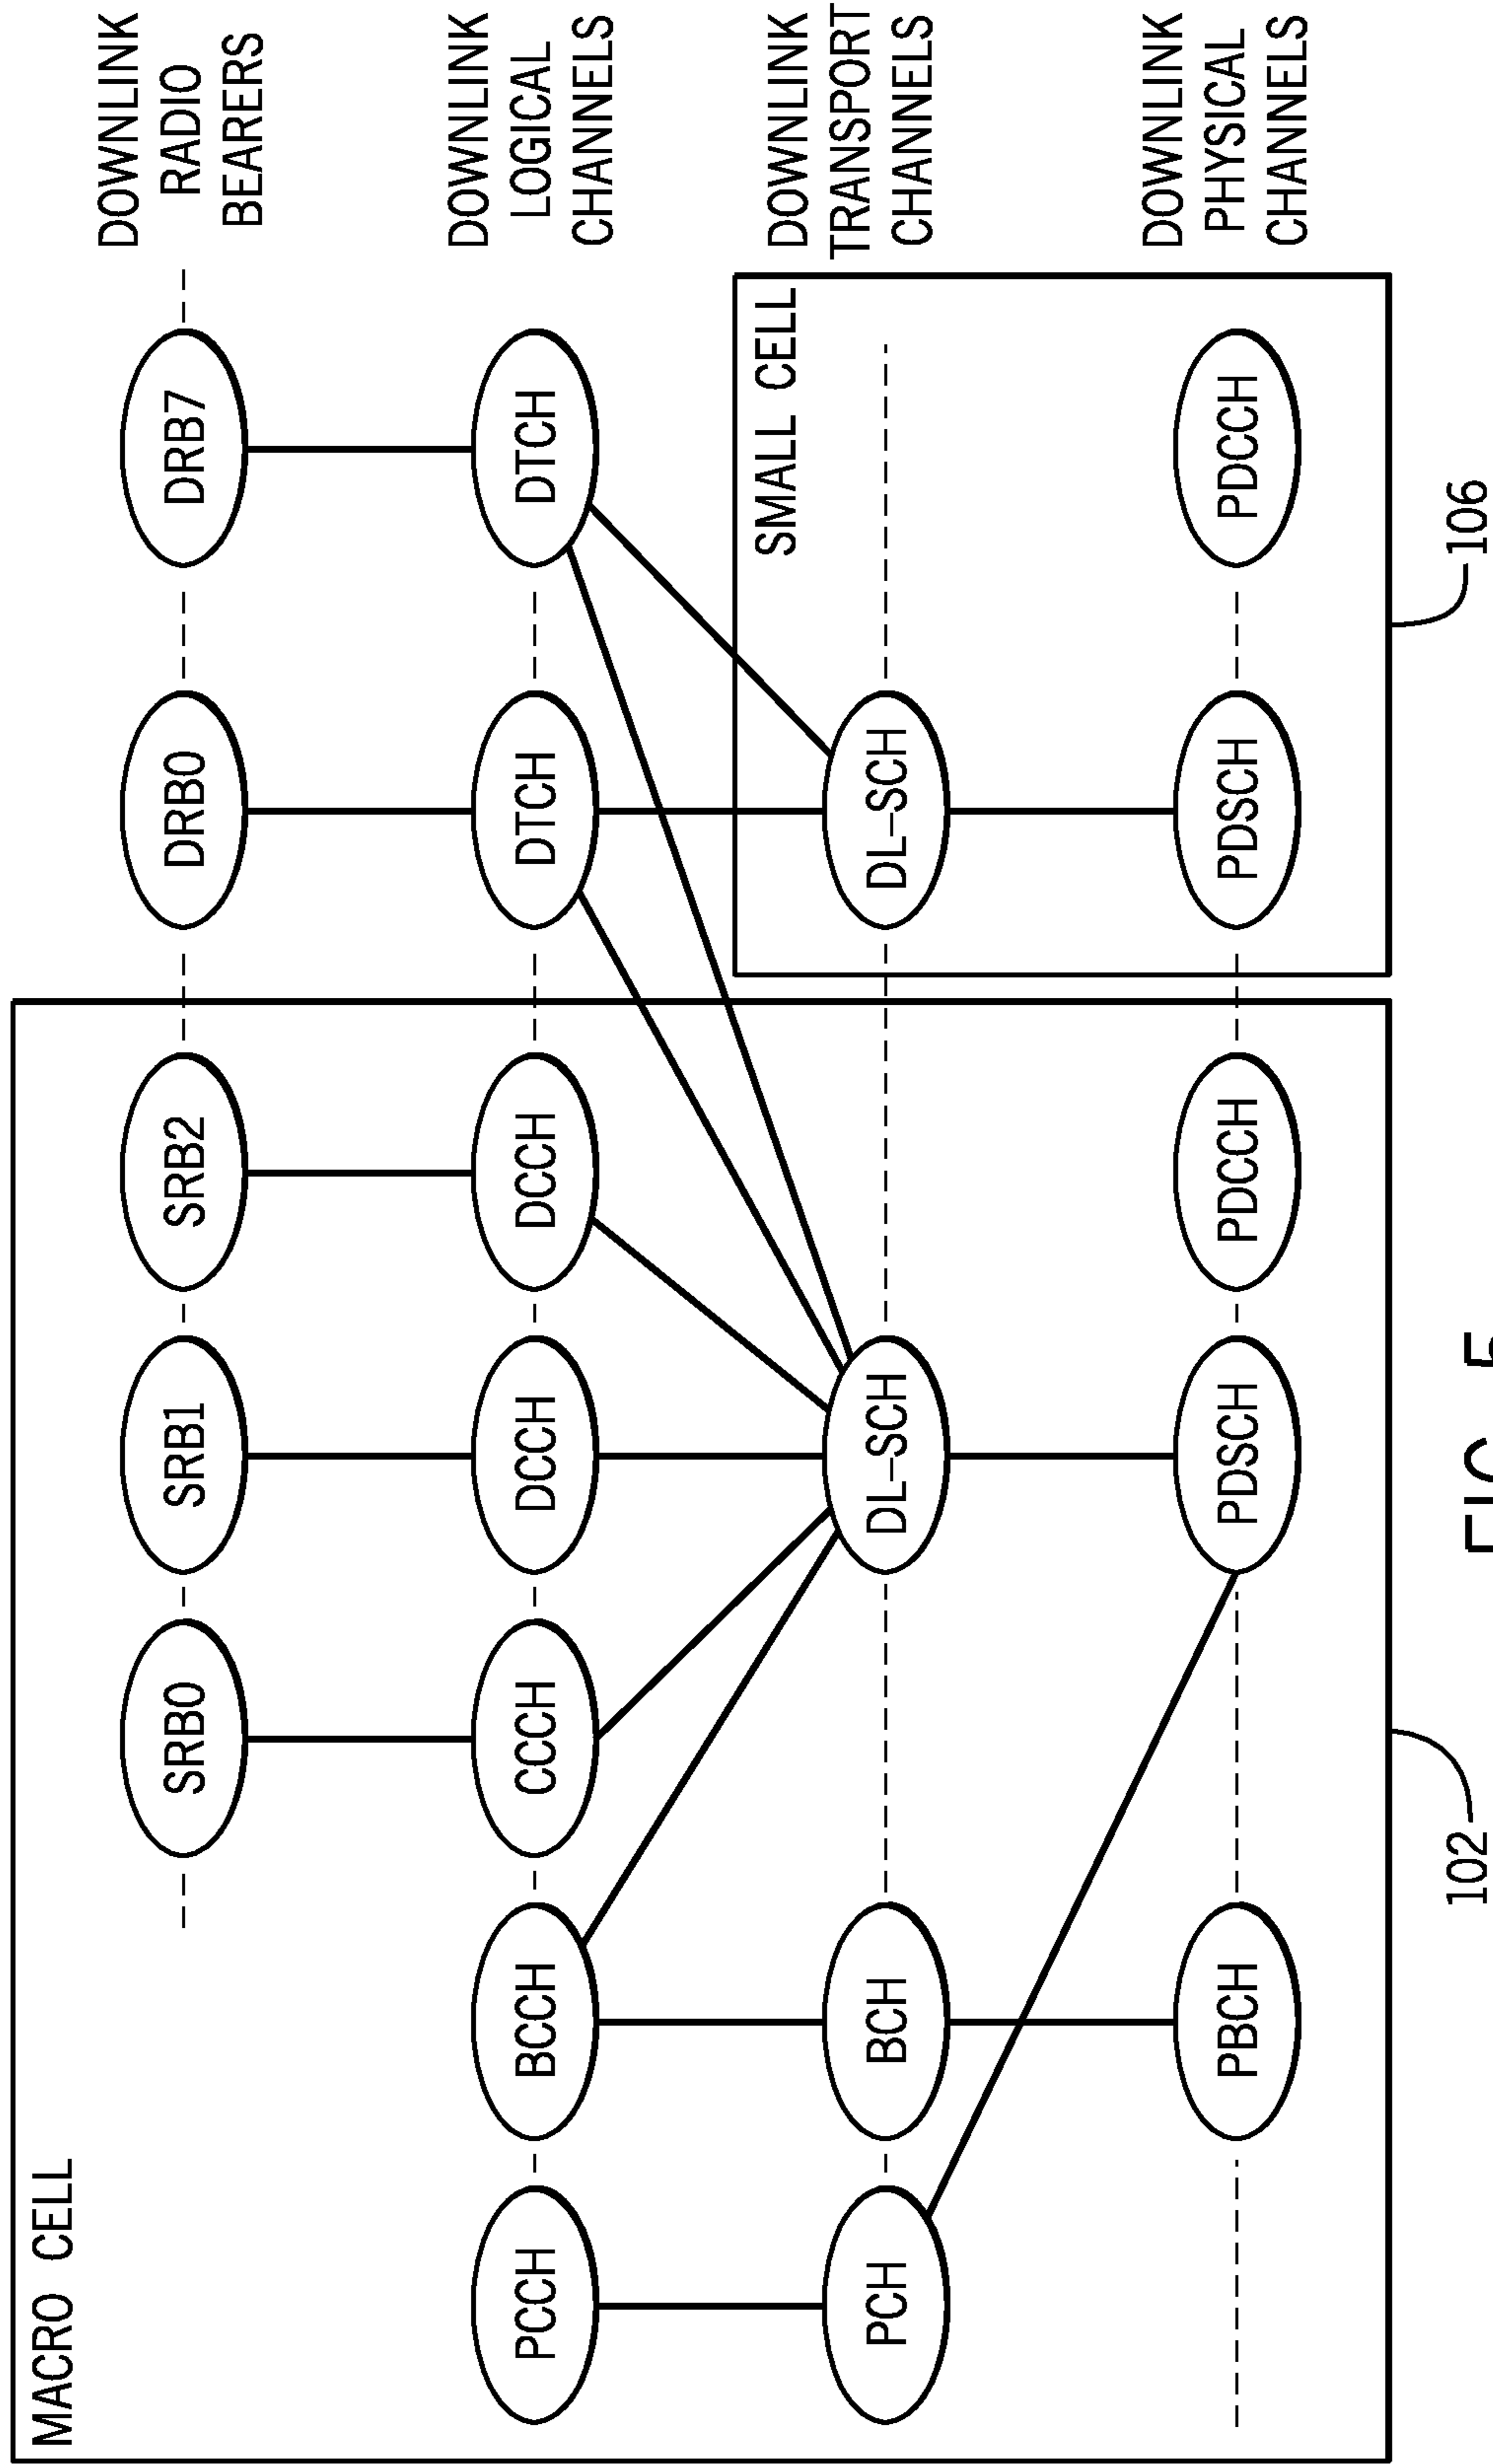 MACRO CELL
SRB0 SRB1 SRB2 DRB0 DRB7
DOWNLINK
RADIO
BEARERS
PCCH BCCH CCCH DCCH DCCH DTCH DTCH
DOWNLINK
LOGICAL
CHANNELS
SMALL CELL
PCH BCH DL-SCH DL-SCH
DOWNLINK
TRANSPORT
CHANNELS
PBCH PDSCH PDCCH PDSCH PDCCH
DOWNLINK
PHYSICAL
CHANNELS
102
106